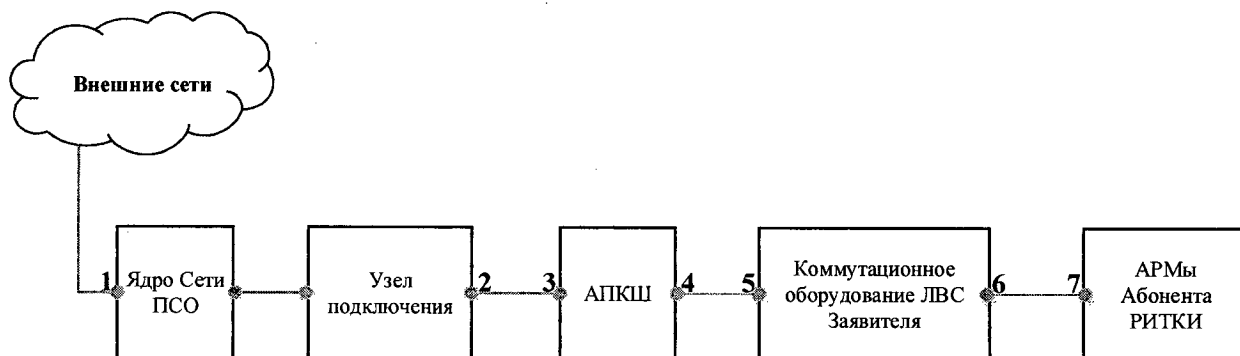 Внешние сети
1
Ядро Сети
ПСО
Узел
подключения
2
3
АПКШ
4
5
Коммутационное
оборудование ЛВС
Заявителя
6
7
АРМы
Абонента
РИТКИ